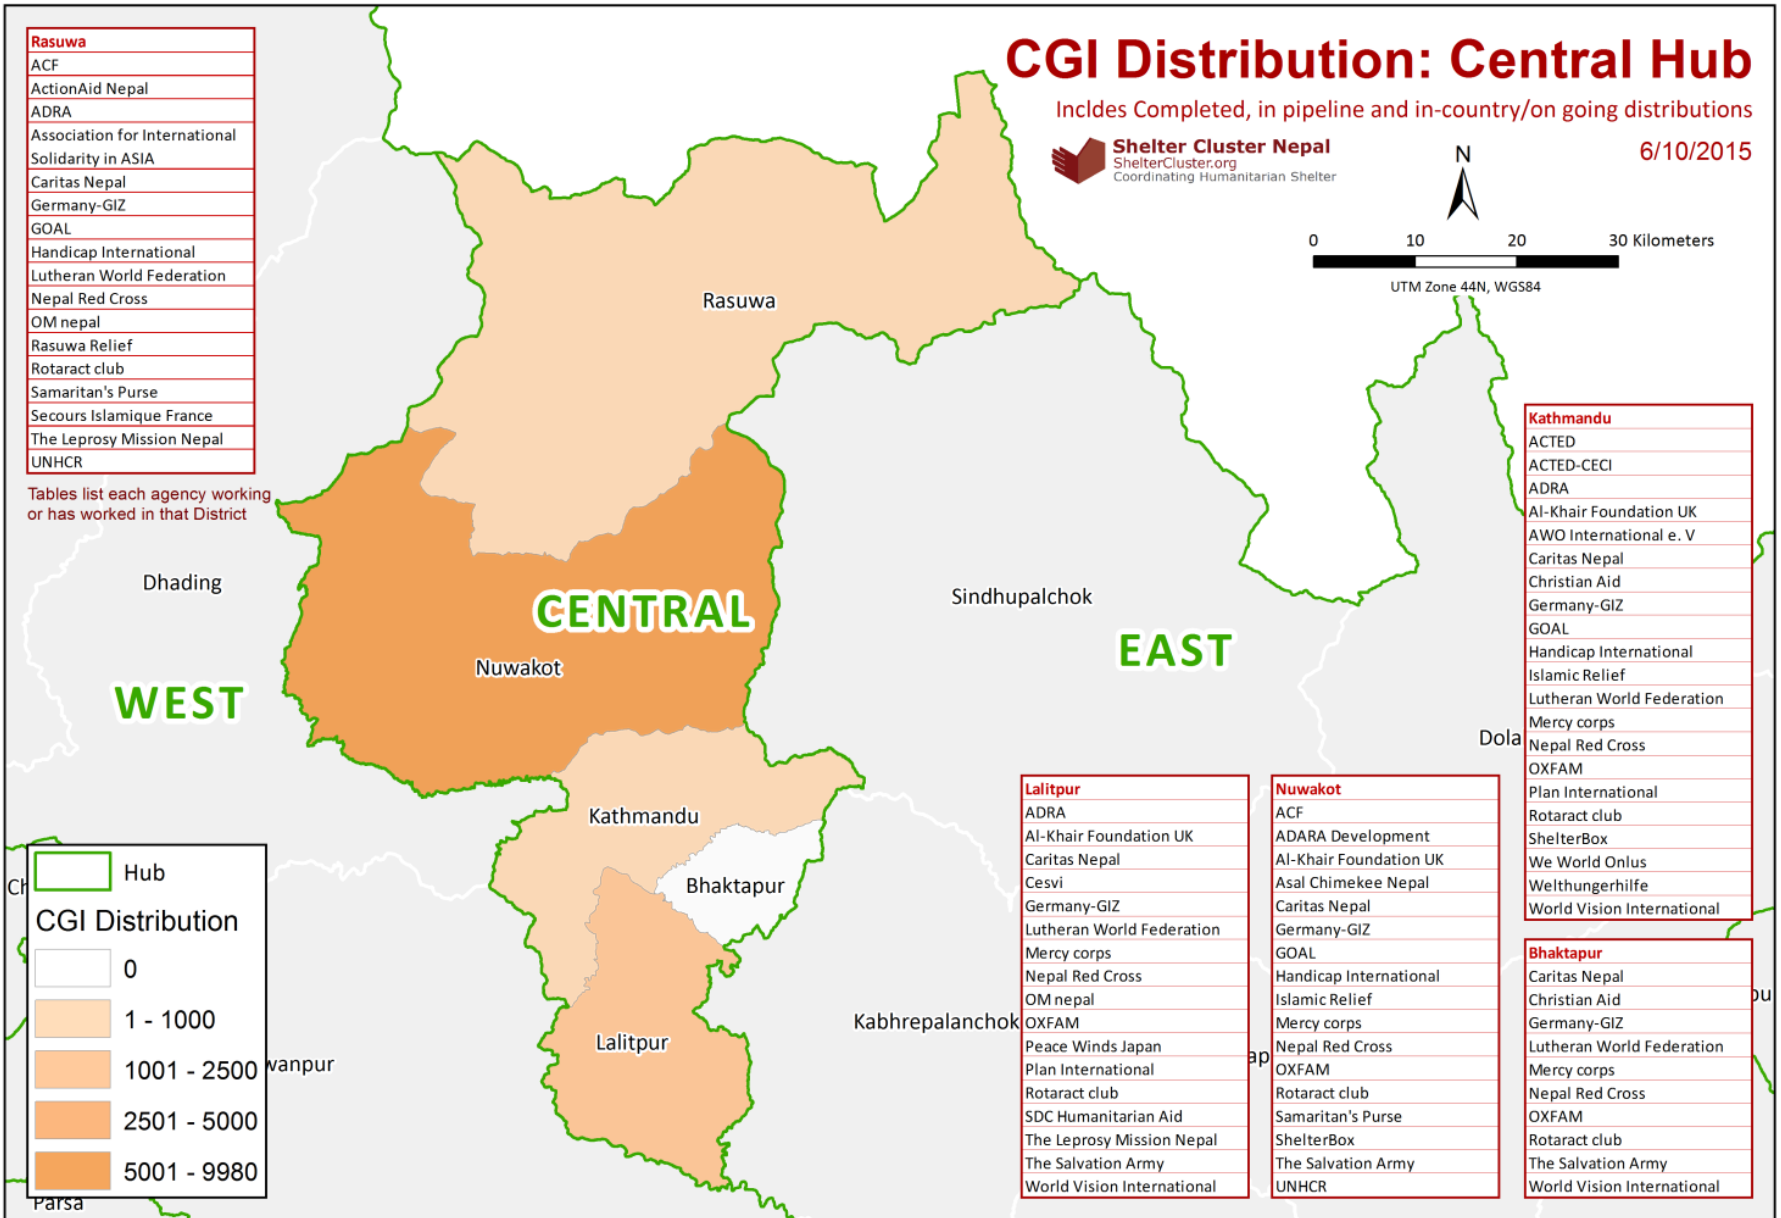 CGI Distribution: Central Hub
Incldes Completed, in pipeline and in-country/on going distributions
6/10/2015
Shelter Cluster Nepal
ShelterCluster.org
Coordinating Humanitarian Shelter
N
0 10 20 30 Kilometers
UTM Zone 44N, WGS84
Rasuwa
ACF
ActionAid Nepal
ADRA
Association for International
Solidarity in ASIA
Caritas Nepal
Germany-GIZ
GOAL
Handicap International
Lutheran World Federation
Nepal Red Cross
OM nepal
Rasuwa Relief
Rotaract club
Samaritan's Purse
Secours Islamique France
The Leprosy Mission Nepal
UNHCR
Tables list each agency working
or has worked in that District
Rasuwa
Dhading
CENTRAL
Sindhupalchok
EAST
Nuwakot
WEST
Dola
Kathmandu
Bhaktapur
Kabhrepalanchok
Lalitpur
Ch
wanpur
Parsa
ap
ou
Kathmandu
ACTED
ACTED-CECI
ADRA
Al-Khair Foundation UK
AWO International e. V
Caritas Nepal
Christian Aid
Germany-GIZ
GOAL
Handicap International
Islamic Relief
Lutheran World Federation
Mercy corps
Nepal Red Cross
OXFAM
Plan International
Rotaract club
ShelterBox
We World Onlus
Welthungerhilfe
World Vision International
Lalitpur
ADRA
Al-Khair Foundation UK
Caritas Nepal
Cesvi
Germany-GIZ
Lutheran World Federation
Mercy corps
Nepal Red Cross
OM nepal
OXFAM
Peace Winds Japan
Plan International
Rotaract club
SDC Humanitarian Aid
The Leprosy Mission Nepal
The Salvation Army
World Vision International
Nuwakot
ACF
ADARA Development
Al-Khair Foundation UK
Asal Chimekee Nepal
Caritas Nepal
Germany-GIZ
GOAL
Handicap International
Islamic Relief
Mercy corps
Nepal Red Cross
OXFAM
Rotaract club
Samaritan's Purse
ShelterBox
The Salvation Army
UNHCR
Bhaktapur
Caritas Nepal
Christian Aid
Germany-GIZ
Lutheran World Federation
Mercy corps
Nepal Red Cross
OXFAM
Rotaract club
The Salvation Army
World Vision International
Hub
CGI Distribution
0
1 - 1000
1001 - 2500
2501 - 5000
5001 - 9980